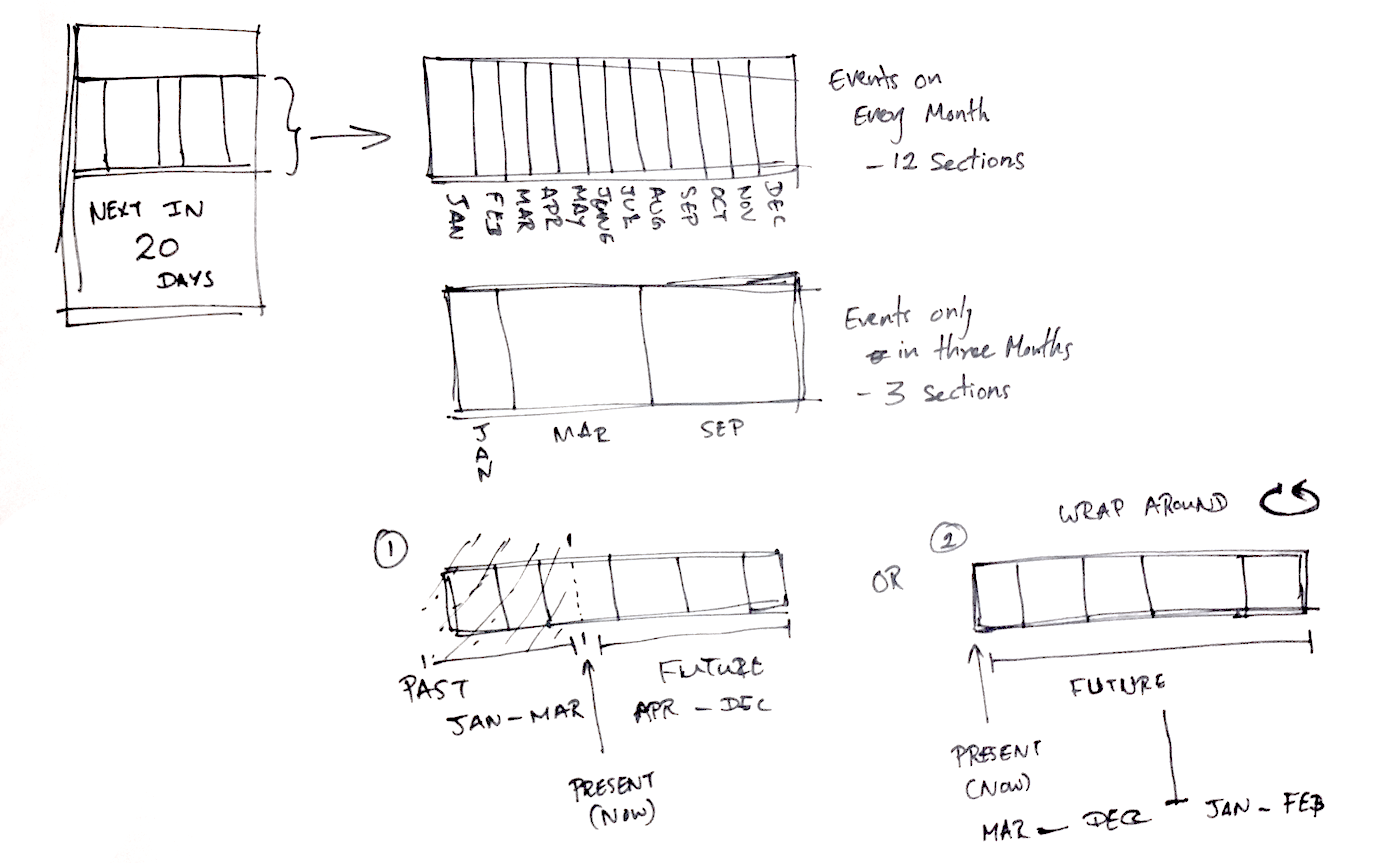 NEXT IN
20
DAYS
Events on
Every Month
- 12 Sections
JAN
FEB
MAR
APR
MAY
JUNE
JUL
AUG
SEP
OCT
NOV
DEC
Events only
in three Months
- 3 sections
JAN
MAR
SEP
1
PAST
JAN - MAR
FUTURE
APR - DEC
PRESENT
(NOW)
OR
WRAP AROUND
2
FUTURE
PRESENT
(NOW)
MAR - DEC
JAN - FEB